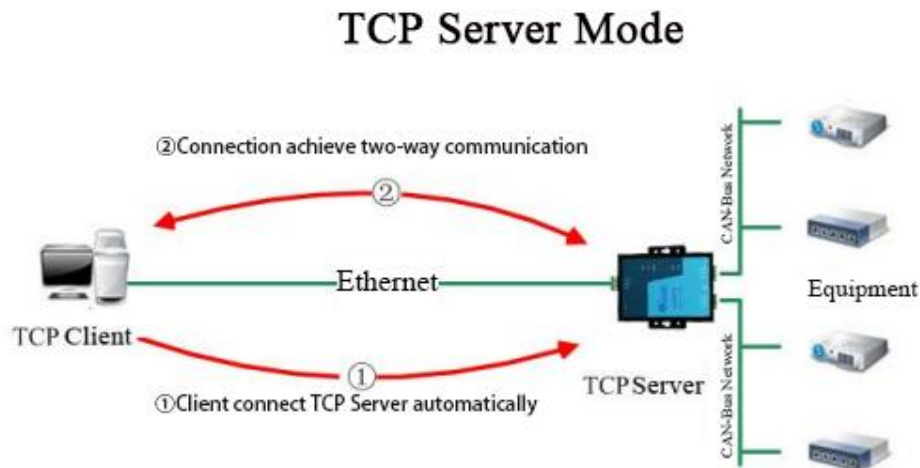 TCP Server Mode
②Connection achieve two-way communication
②
CAN-Bus Network
Ethernet
Equipment
TCP Client
TCP Server
①
①Client connect TCP Server automatically
CAN-Bus Network